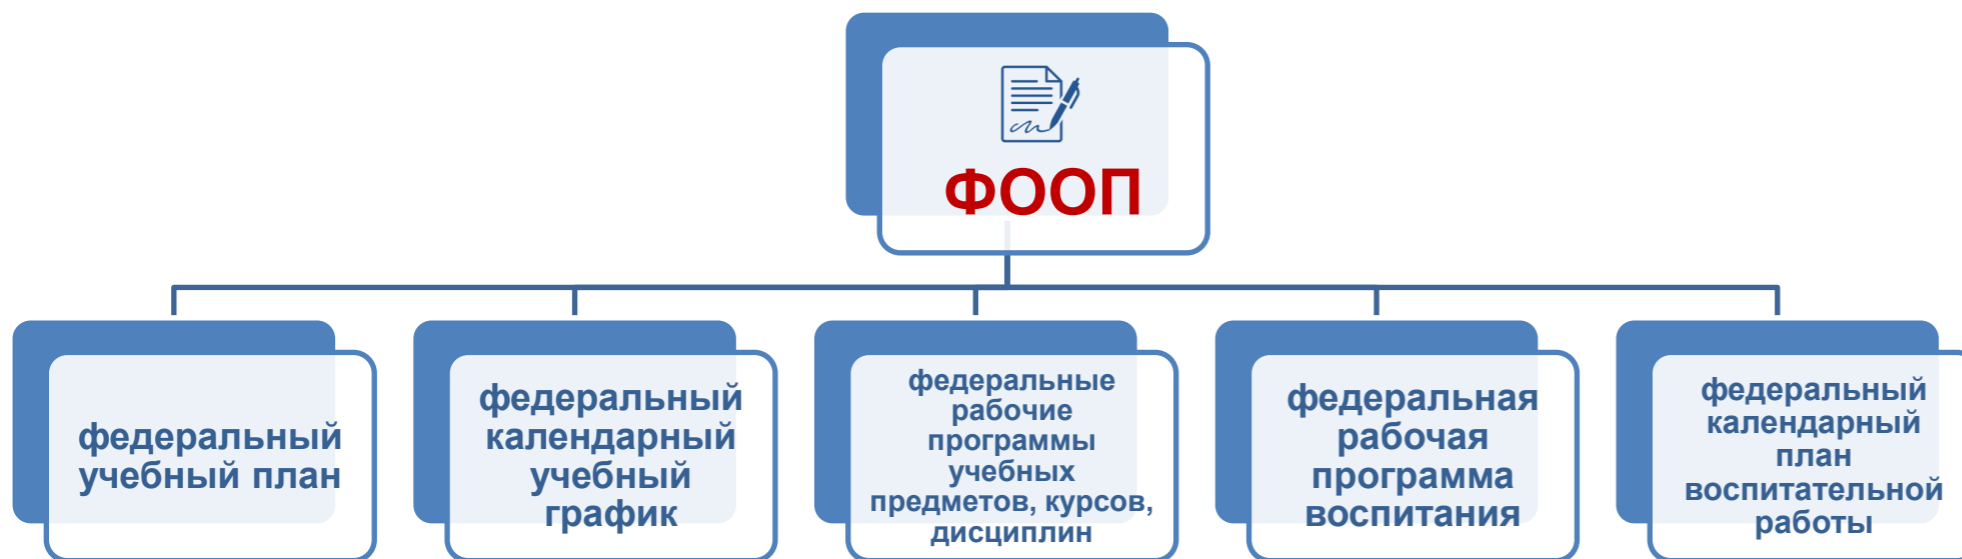 ФООП
федеральный
учебный план
федеральный
календарный
учебный
график
федеральные
рабочие
программы
учебных
предметов, курсов,
дисциплин
федеральная
рабочая
программа
воспитания
федеральный
календарный
план
воспитательной
работы